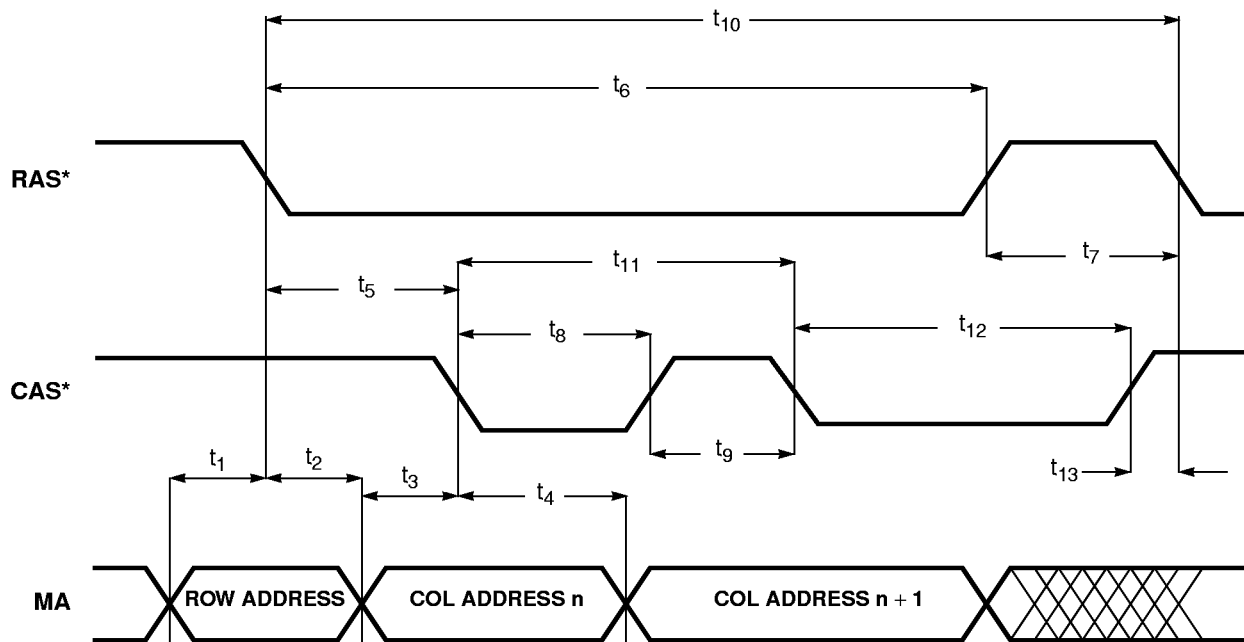 t10
t6
RAS*
t7
t11
t5
t8
t12
CAS*
t9
t1
t2
t3
t4
t13
MA
ROW ADDRESS
COL ADDRESS n
COL ADDRESS n + 1